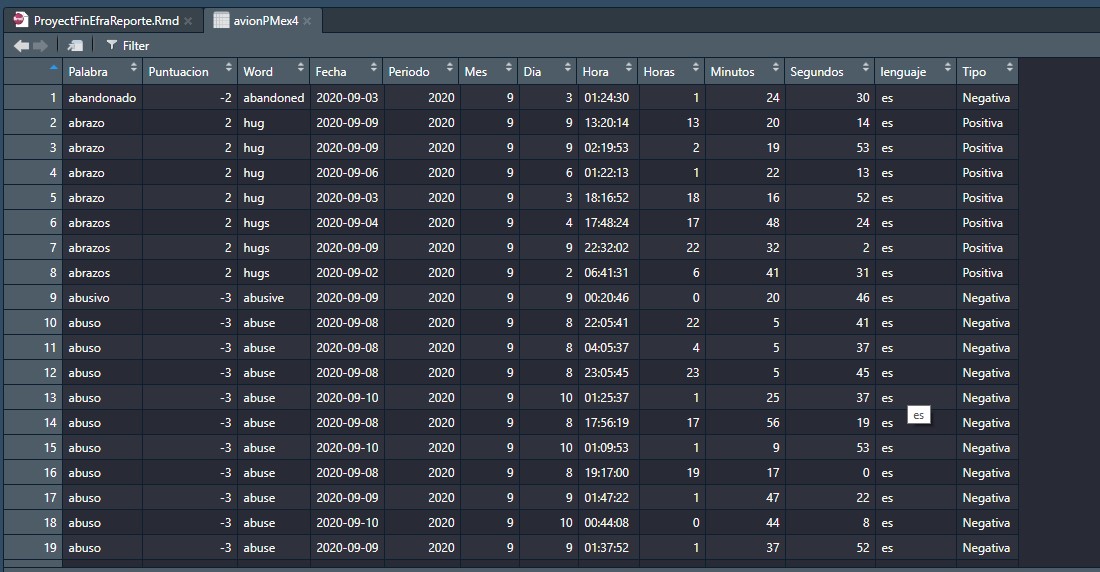 ProyectFinEfraReporte.Rmd avionPMex4
Filter
Palabra Puntuacion Word Fecha Periodo Mes Dia Hora Horas Minutos Segundos lenguaje Tipo
1 abandonado -2 abandoned 2020-09-03 2020 9 3 01:24:30 1 24 30 es Negativa
2 abrazo 2 hug 2020-09-09 2020 9 9 13:20:14 13 20 14 es Positiva
3 abrazo 2 hug 2020-09-09 2020 9 9 02:19:53 2 19 53 es Positiva
4 abrazo 2 hug 2020-09-06 2020 9 6 01:22:13 1 22 13 es Positiva
5 abrazo 2 hug 2020-09-03 2020 9 3 18:16:52 18 16 52 es Positiva
6 abrazos 2 hugs 2020-09-04 2020 9 4 17:48:24 17 48 24 es Positiva
7 abrazos 2 hugs 2020-09-09 2020 9 9 22:32:02 22 32 2 es Positiva
8 abrazos 2 hugs 2020-09-02 2020 9 2 06:41:31 6 41 31 es Positiva
9 abusivo -3 abusive 2020-09-09 2020 9 9 00:20:46 0 20 46 es Negativa
10 abuso -3 abuse 2020-09-08 2020 9 8 22:05:41 22 5 41 es Negativa
11 abuso -3 abuse 2020-09-08 2020 9 8 04:05:37 4 5 37 es Negativa
12 abuso -3 abuse 2020-09-08 2020 9 8 23:05:45 23 5 45 es Negativa
13 abuso -3 abuse 2020-09-10 2020 9 10 01:25:37 1 25 37 es Negativa
es
14 abuso -3 abuse 2020-09-08 2020 9 8 17:56:19 17 56 19 es Negativa
15 abuso -3 abuse 2020-09-10 2020 9 10 01:09:53 1 9 53 es Negativa
16 abuso -3 abuse 2020-09-08 2020 9 8 19:17:00 19 17 0 es Negativa
17 abuso -3 abuse 2020-09-09 2020 9 9 01:47:22 1 47 22 es Negativa
18 abuso -3 abuse 2020-09-10 2020 9 10 00:44:08 0 44 8 es Negativa
19 abuso -3 abuse 2020-09-09 2020 9 9 01:37:52 1 37 52 es Negativa